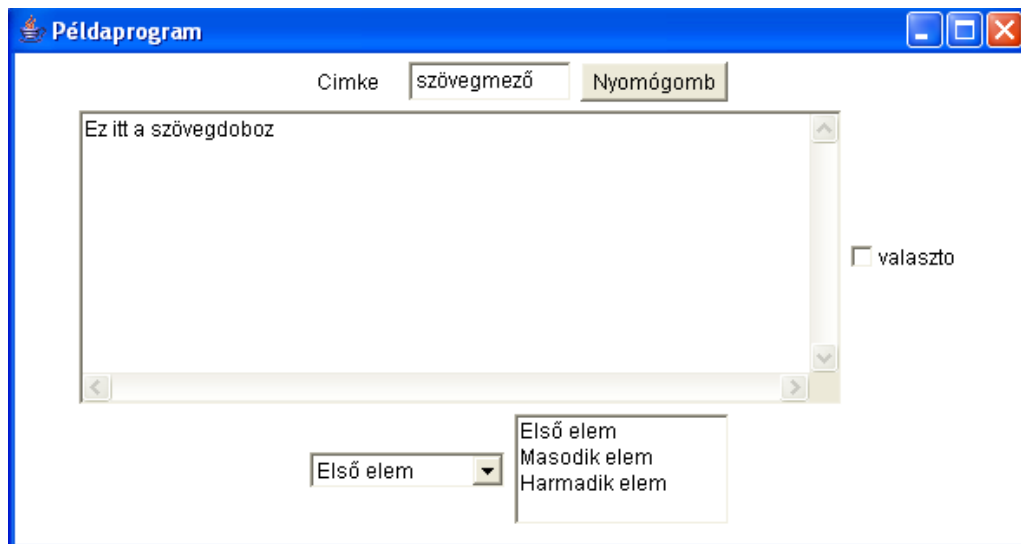 Példaprogram
Cimke szövegmező Nyomógomb
Ez itt a szövegdoboz
valaszto
Első elem
Első elem
Masodik elem
Harmadik elem